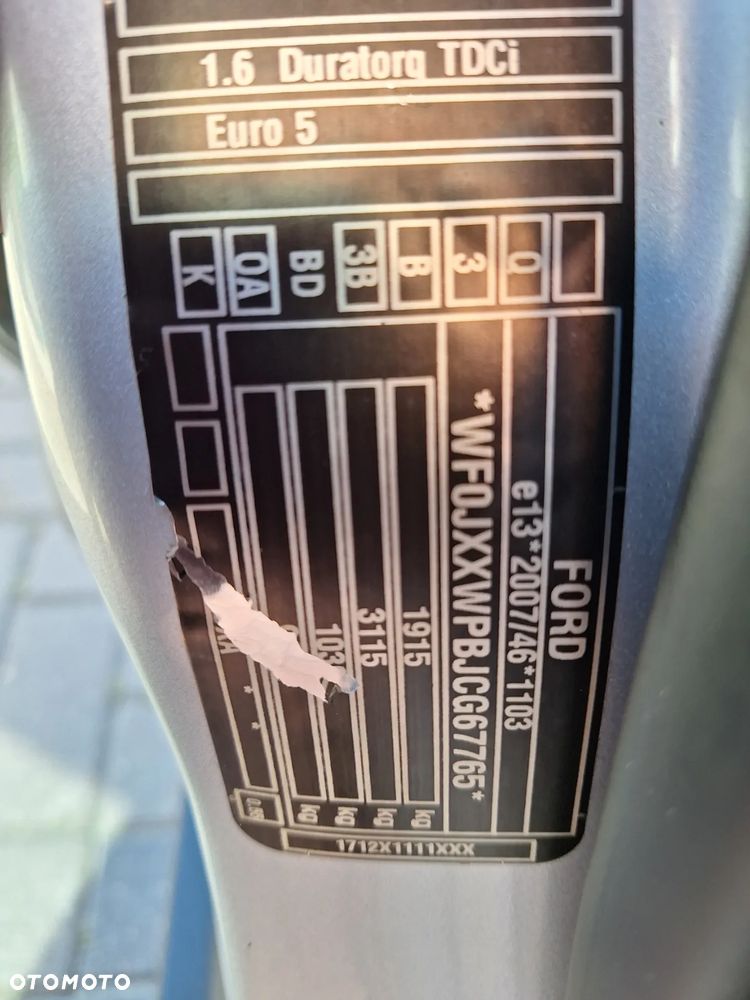 1.6 Duratorq TDCi
Euro 5
K
0A
BD
3B
B
3
Q
FORD
e13*2007/46*1103
*WF0JXXWPBJCG67765*
1915 kg
3115 kg
kg
kg
* *
1712X1111XXX
OTOMOTO